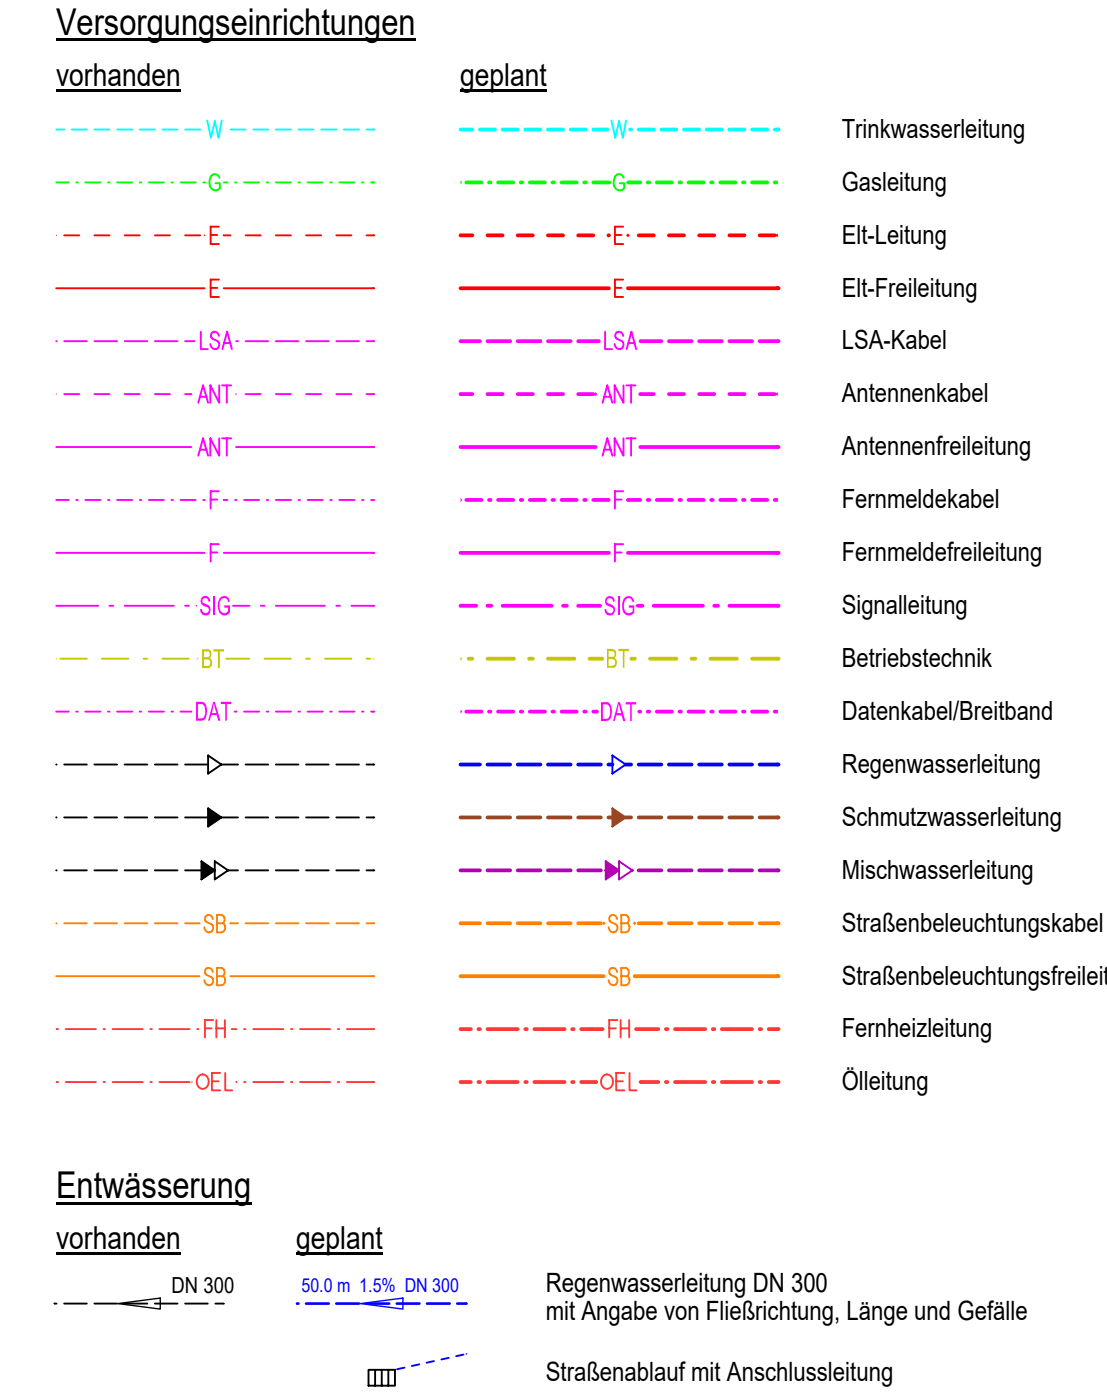 Versorgungseinrichtungen
vorhanden geplant
W W Trinkwasserleitung
G G Gasleitung
E E Elt-Leitung
E E Elt-Freileitung
LSA LSA LSA-Kabel
ANT ANT Antennenkabel
ANT ANT Antennenfreileitung
F F Fernmeldekabel
F F Fernmeldefreileitung
SIG SIG Signalleitung
BT BT Betriebstechnik
DAT DAT Datenkabel/Breitband
Regenwasserleitung
Schmutzwasserleitung
Mischwasserleitung
SB SB Straßenbeleuchtungskabel
SB SB Straßenbeleuchtungsfreileit
FH FH Fernheizleitung
OEL OEL Ölleitung
Entwässerung
vorhanden geplant
DN 300 50.0 m 1.5% DN 300 Regenwasserleitung DN 300
mit Angabe von Fließrichtung, Länge und Gefälle
Straßenablauf mit Anschlussleitung